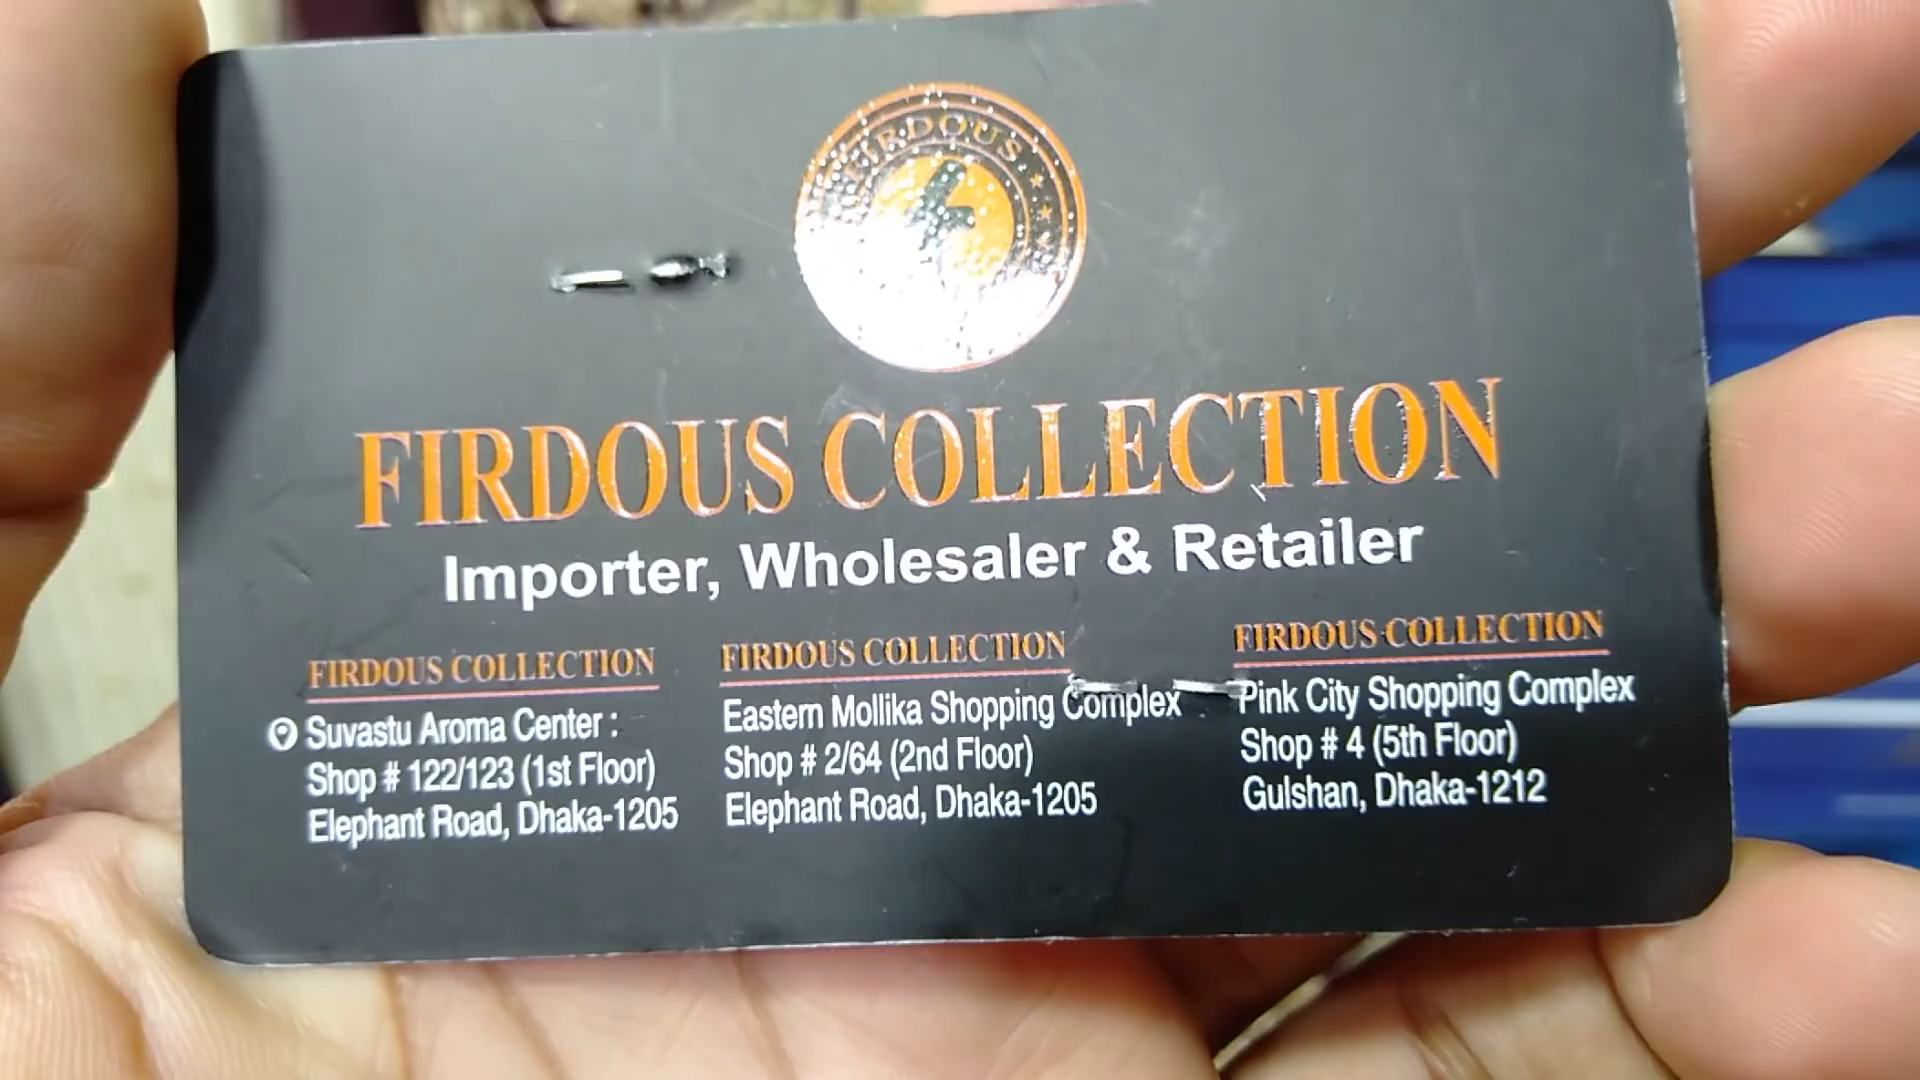 FIRDOUS
FIRDOUS COLLECTION
Importer, Wholesaler & Retailer
FIRDOUS COLLECTION
Suvastu Aroma Center :
Shop # 122/123 (1st Floor)
Elephant Road, Dhaka-1205
FIRDOUS COLLECTION
Eastern Mollika Shopping Complex
Shop # 2/64 (2nd Floor)
Elephant Road, Dhaka-1205
FIRDOUS COLLECTION
Pink City Shopping Complex
Shop # 4 (5th Floor)
Gulshan, Dhaka-1212